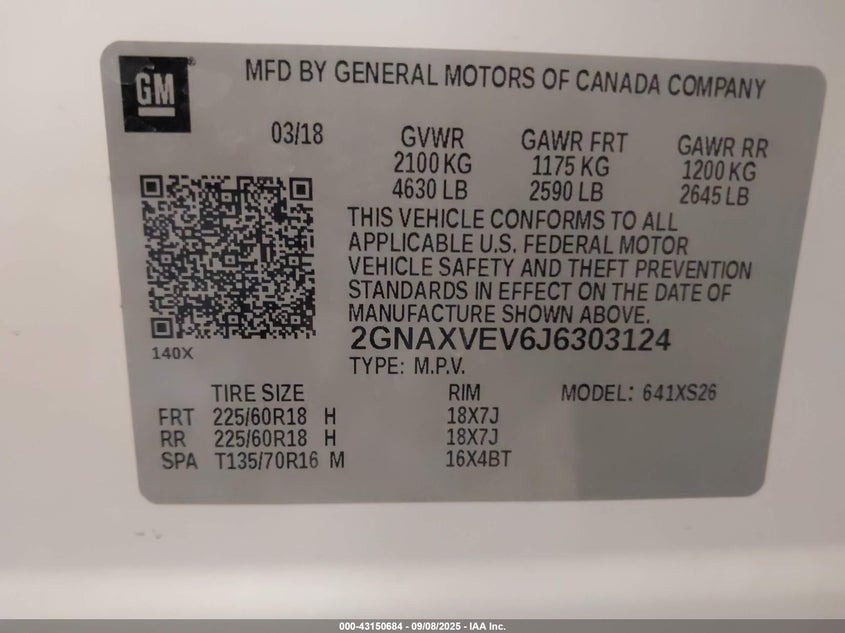 GM
MFD BY GENERAL MOTORS OF CANADA COMPANY
03/18 GVWR GAWR FRT GAWR RR
2100 KG 1175 KG 1200 KG
4630 LB 2590 LB 2645 LB
THIS VEHICLE CONFORMS TO ALL
APPLICABLE U.S. FEDERAL MOTOR
VEHICLE SAFETY AND THEFT PREVENTION
STANDARDS IN EFFECT ON THE DATE OF
MANUFACTURE SHOWN ABOVE.
2GNAXVEV6J6303124
140X
TYPE: M.P.V.
TIRE SIZE RIM MODEL: 641XS26
FRT 225/60R18 H 18X7J
RR 225/60R18 H 18X7J
SPA T135/70R16 M 16X4BT
000-43150684 - 09/08/2025 - IAA Inc.